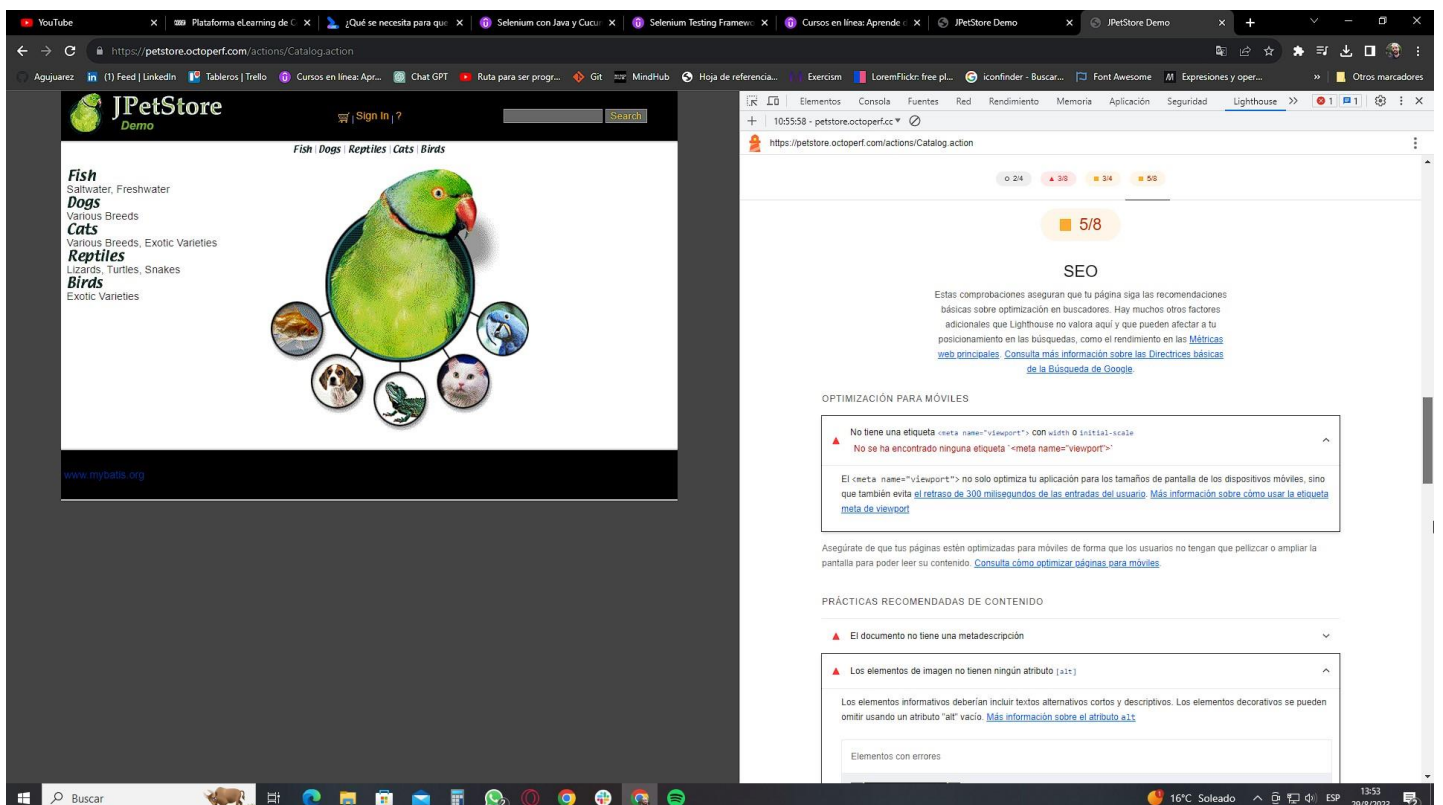 YouTube
Plataforma eLearning de C
¿Qué se necesita para que
Selenium con Java y Cucur
Selenium Testing Framewo
Cursos en línea: Aprende d
JPetStore Demo
JPetStore Demo
https://petstore.octoperf.com/actions/Catalog.action
Agujuarez
(1) Feed | LinkedIn
Tableros | Trello
Cursos en línea: Apr...
Chat GPT
Ruta para ser progr...
Git
MindHub
Hoja de referencia...
Exercism
LoremFlickr: free pl...
iconfinder - Buscar...
Font Awesome
Expresiones y oper...
»
Otros marcadores
JPetStore
Demo
Sign In | ?
Search
Fish | Dogs | Reptiles | Cats | Birds
Fish
Saltwater, Freshwater
Dogs
Various Breeds
Cats
Various Breeds, Exotic Varieties
Reptiles
Lizards, Turtles, Snakes
Birds
Exotic Varieties
www.mybatis.org
Elementos Consola Fuentes Red Rendimiento Memoria Aplicación Seguridad Lighthouse » 1 1
10:55:58 - petstore.octoperf.cc
https://petstore.octoperf.com/actions/Catalog.action
2/4 3/8 3/4 5/8
5/8
SEO
Estas comprobaciones aseguran que tu página siga las recomendaciones
básicas sobre optimización en buscadores. Hay muchos otros factores
adicionales que Lighthouse no valora aquí y que pueden afectar a tu
posicionamiento en las búsquedas, como el rendimiento en las Métricas
web principales. Consulta más información sobre las Directrices básicas
de la Búsqueda de Google.
OPTIMIZACIÓN PARA MÓVILES
No tiene una etiqueta <meta name="viewport"> con width o initial-scale
No se ha encontrado ninguna etiqueta `<meta name="viewport">`
El <meta name="viewport"> no solo optimiza tu aplicación para los tamaños de pantalla de los dispositivos móviles, sino
que también evita el retraso de 300 milisegundos de las entradas del usuario. Más información sobre cómo usar la etiqueta
meta de viewport
Asegúrate de que tus páginas estén optimizadas para móviles de forma que los usuarios no tengan que pellizcar o ampliar la
pantalla para poder leer su contenido. Consulta cómo optimizar páginas para móviles.
PRÁCTICAS RECOMENDADAS DE CONTENIDO
El documento no tiene una metadescripción
Los elementos de imagen no tienen ningún atributo [alt]
Los elementos informativos deberían incluir textos alternativos cortos y descriptivos. Los elementos decorativos se pueden
omitir usando un atributo "alt" vacío. Más información sobre el atributo alt
Elementos con errores
Buscar
16°C Soleado
ESP
13:53